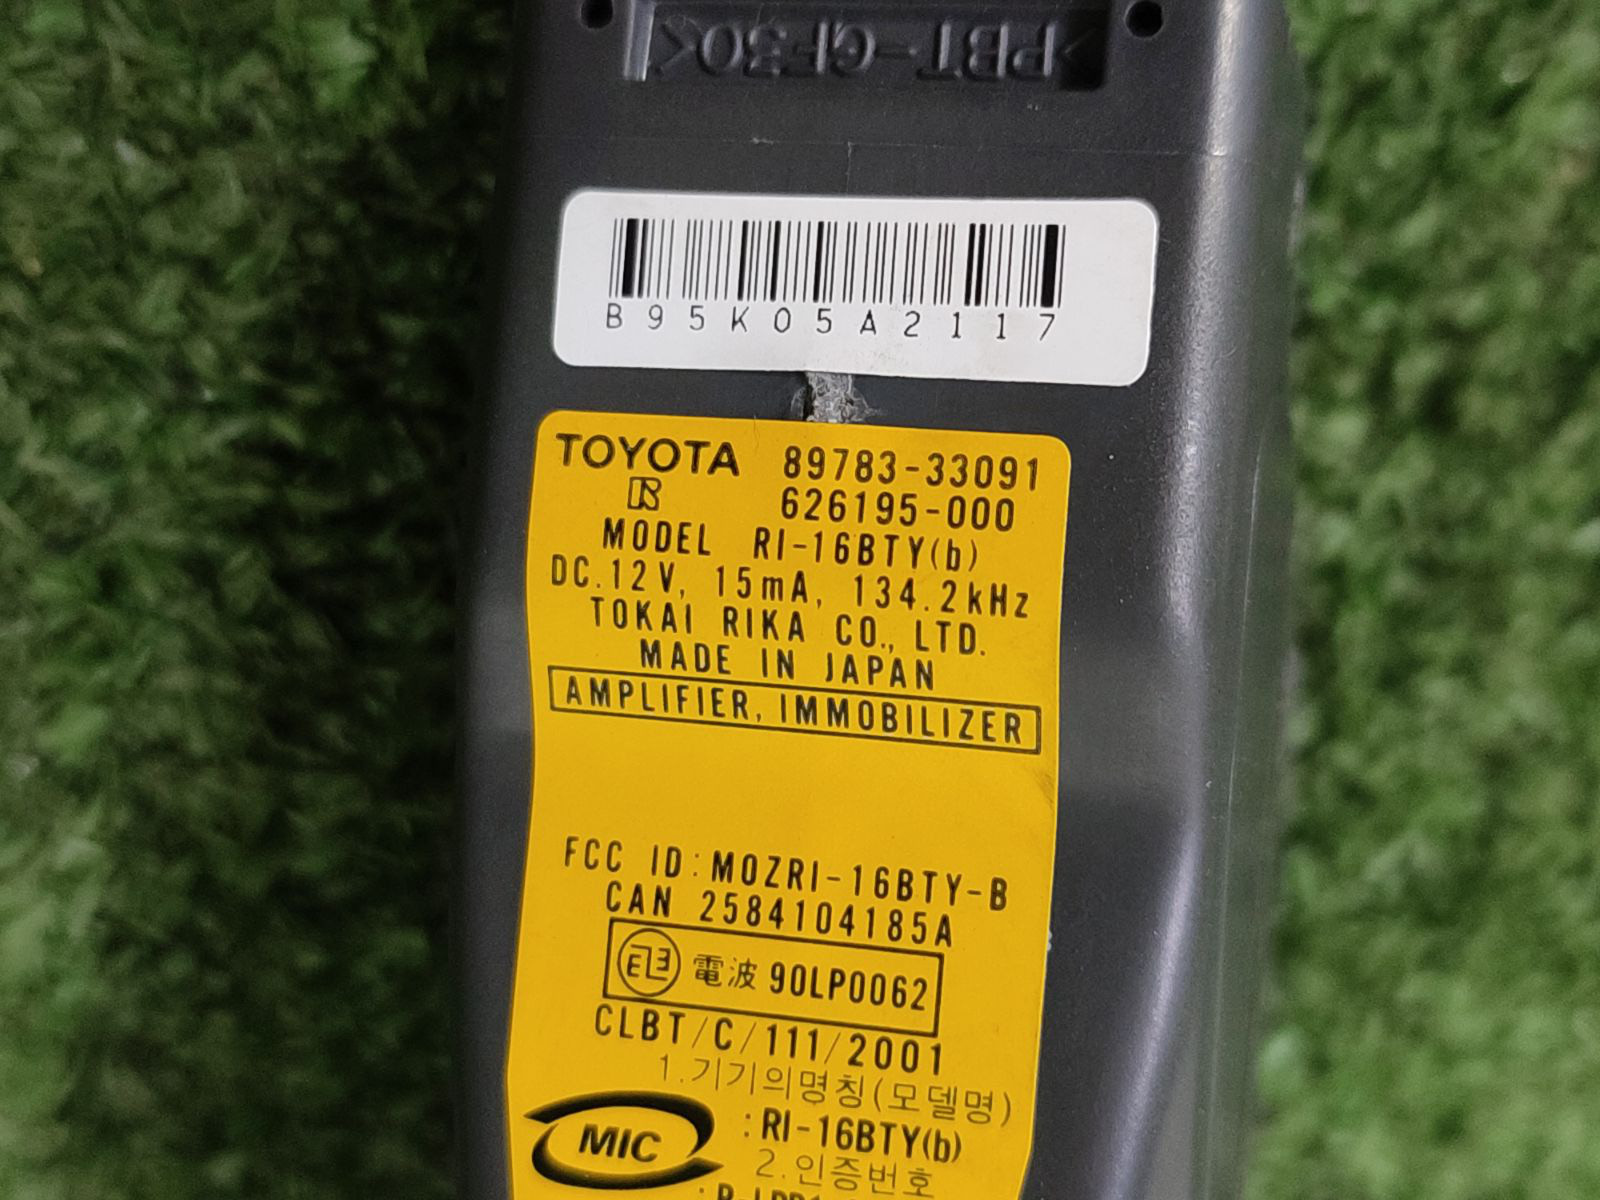 >PBT-GF30<
B95K05A2117
TOYOTA 89783-33091
626195-000
MODEL RI-16BTY(b)
DC.12V, 15mA, 134.2kHz
TOKAI RIKA CO., LTD.
MADE IN JAPAN
AMPLIFIER, IMMOBILIZER
FCC ID:MOZRI-16BTY-B
CAN 2584104185A
電波 90LP0062
CLBT/C/111/2001
1.기기의명칭(모델명)
MIC :RI-16BTY(b)
2.인증번호